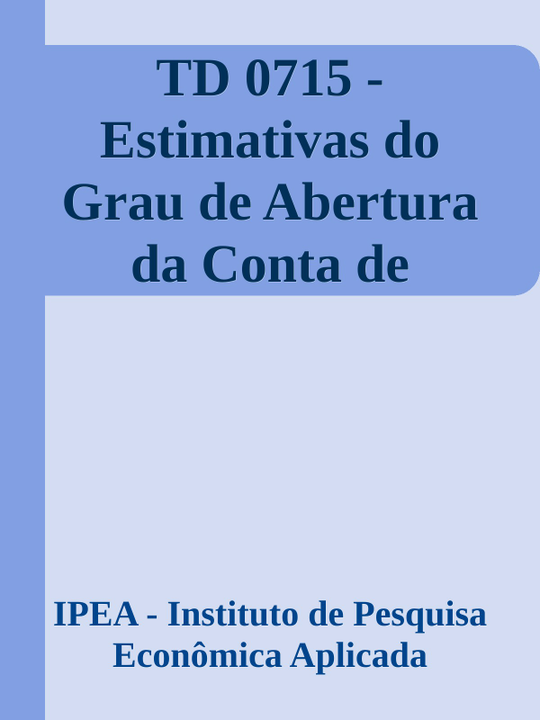 TD 0715 -
Estimativas do
Grau de Abertura
da Conta de
IPEA - Instituto de Pesquisa
Econômica Aplicada